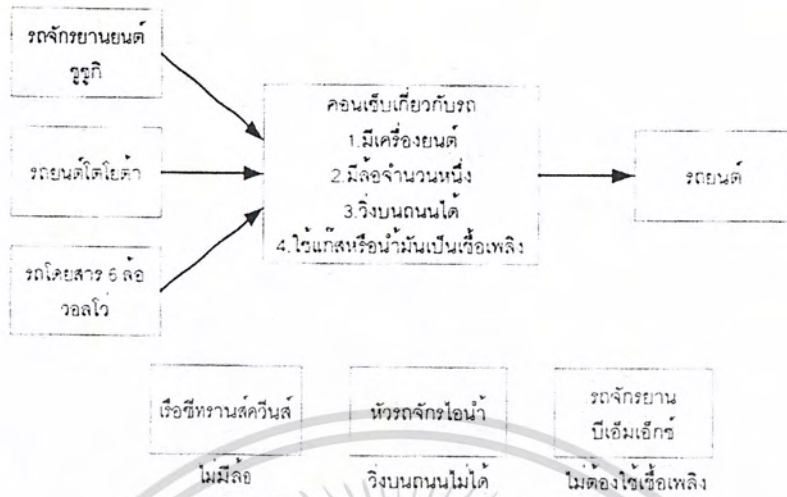 รถจักรยานยนต์
ซูซูกิ
รถยนต์โตโยต้า
รถโดยสาร 6 ล้อ
วอลโว่
คอนเซ็บเกี่ยวกับรถ
1.มีเครื่องยนต์
2.มีล้อจำนวนหนึ่ง
3.วิ่งบนถนนได้
4.ใช้แก๊สหรือน้ำมันเป็นเชื้อเพลิง
รถยนต์
เรือซีทรานส์ควีนส์
ไม่มีล้อ
หัวรถจักรไอน้ำ
วิ่งบนถนนไม่ได้
รถจักรยาน
บีเอ็มเอ็กซ์
ไม่ต้องใช้เชื้อเพลิง